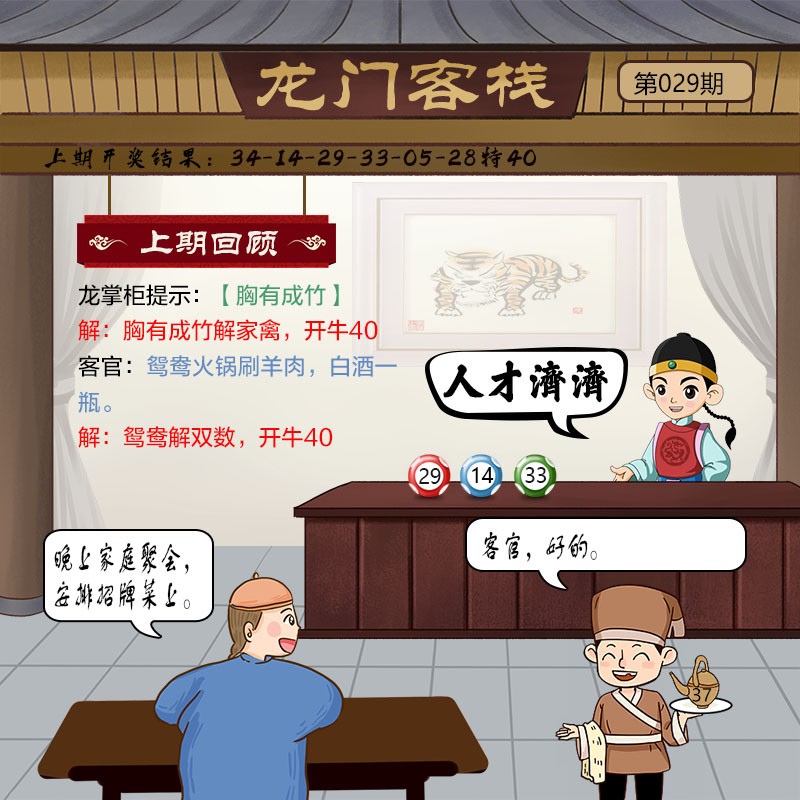 龙门客栈
第029期
上期开奖结果：34-14-29-33-05-28特40
上期回顾
龙掌柜提示：【胸有成竹】
解：胸有成竹解家禽，开牛40
客官：鸳鸯火锅刷羊肉，白酒一
瓶。
解：鸳鸯解双数，开牛40
人才濟濟
29 14 33
晚上家庭聚会，
安排招牌菜上。
客官，好的。
37